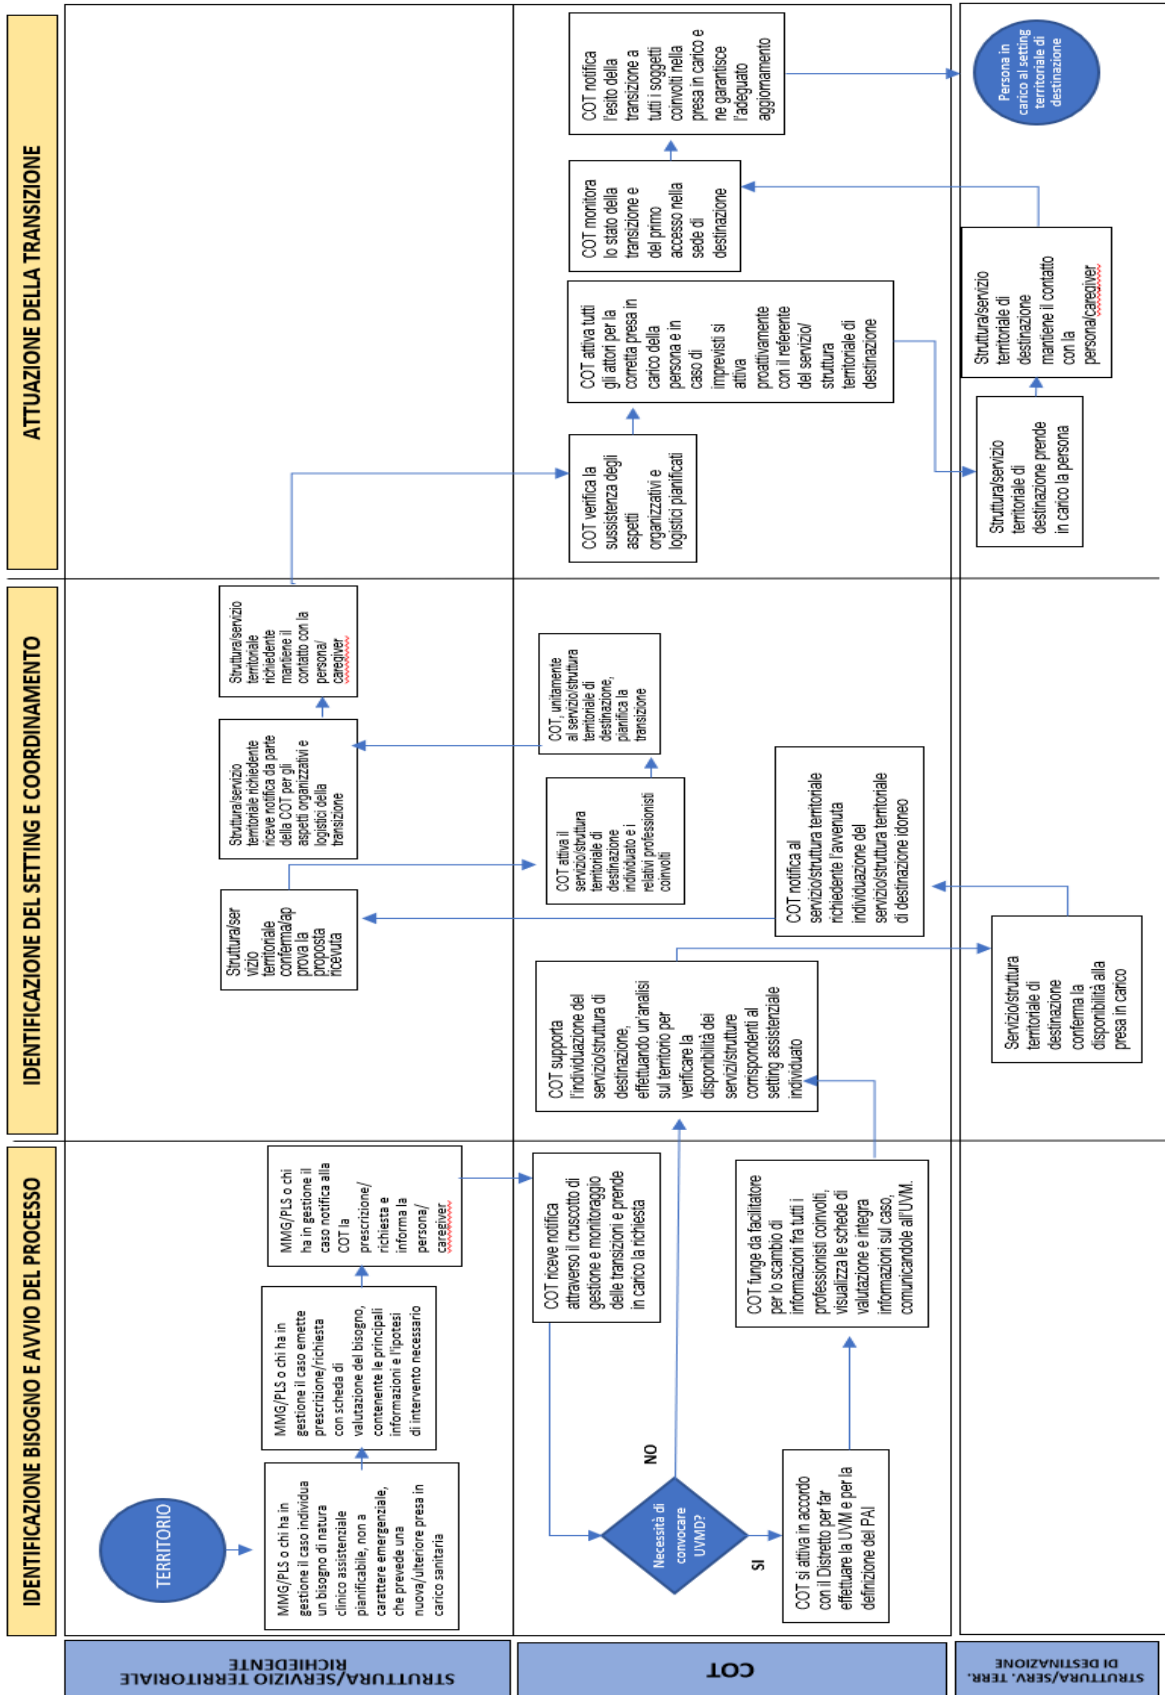 IDENTIFICAZIONE BISOGNO E AVVIO DEL PROCESSO
IDENTIFICAZIONE DEL SETTING E COORDINAMENTO
ATTUAZIONE DELLA TRANSIZIONE
STRUTTURA/SERVIZIO TERRITORIALE
RICHIEDENTE
TERRITORIO
MMG/PLS o chi ha in
gestione il caso individua
un bisogno di natura
clinico assistenziale
pianificabile, non a
carattere emergenziale,
che prevede una
nuova/ulteriore presa in
carico sanitaria
MMG/PLS o chi ha in
gestione il caso emette
prescrizione/richiesta
con scheda di
valutazione del bisogno,
contenente le principali
informazioni e l'ipotesi
di intervento necessario
MMG/PLS o chi
ha in gestione il
caso notifica alla
COT la
prescrizione/
richiesta e
informa la
persona/
caregiver
Struttura/ser
vizio
territoriale
conferma/ap
prova la
proposta
ricevuta
Struttura/servizio
territoriale richiedente
riceve notifica da parte
della COT per gli
aspetti organizzativi e
logistici della
transizione
Struttura/servizio
territoriale
richiedente
mantiene il
contatto con la
persona/
caregiver
COT
COT riceve notifica
attraverso il cruscotto di
gestione e monitoraggio
delle transizioni e prende
in carico la richiesta
Necessità di
convocare
UVMD?
NO
SI
COT si attiva in accordo
con il Distretto per far
effettuare la UVM e per la
definizione del PAI
COT funge da facilitatore
per lo scambio di
informazioni fra tutti i
professionisti coinvolti,
visualizza le schede di
valutazione e integra
informazioni sul caso,
comunicandole all'UVM.
COT supporta
l'individuazione del
servizio/struttura di
destinazione,
effettuando un'analisi
sul territorio per
verificare la
disponibilità dei
servizi/strutture
corrispondenti al
setting assistenziale
individuato
COT notifica al
servizio/struttura territoriale
richiedente l'avvenuta
individuazione del
servizio/struttura territoriale
di destinazione idoneo
COT attiva il
servizio/struttura
territoriale di
destinazione
individuato e i
relativi professionisti
coinvolti
COT, unitamente
al servizio/struttura
territoriale di
destinazione,
pianifica la
transizione
COT verifica la
sussistenza degli
aspetti
organizzativi e
logistici pianificati
COT attiva tutti
gli attori per la
corretta presa in
carico della
persona e in
caso di
imprevisti si
attiva
proattivamente
con il referente
del servizio/
struttura
territoriale di
destinazione
COT monitora
lo stato della
transizione e
del primo
accesso nella
sede di
destinazione
COT notifica
l'esito della
transizione a
tutti i soggetti
coinvolti nella
presa in carico e
ne garantisce
l'adeguato
aggiornamento
STRUTTURA/SERV. TERR.
DI DESTINAZIONE
Servizio/struttura
territoriale di
destinazione
conferma la
disponibilità alla
presa in carico
Struttura/servizio
territoriale di
destinazione prende
in carico la persona
Struttura/servizio
territoriale di
destinazione
mantiene il contatto
con la
persona/caregiver
Persona in
carico al setting
territoriale di
destinazione